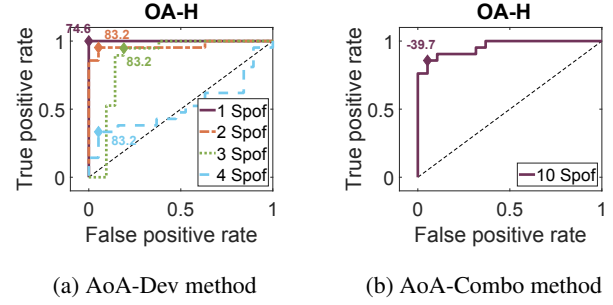 OA-H
74.6
83.2
83.2
83.2
1
0.5
0
True positive rate
0
0.5
1
False positive rate
1 Spof
2 Spof
3 Spof
4 Spof
(a) AoA-Dev method
OA-H
-39.7
1
0.5
0
True positive rate
0
0.5
1
False positive rate
10 Spof
(b) AoA-Combo method